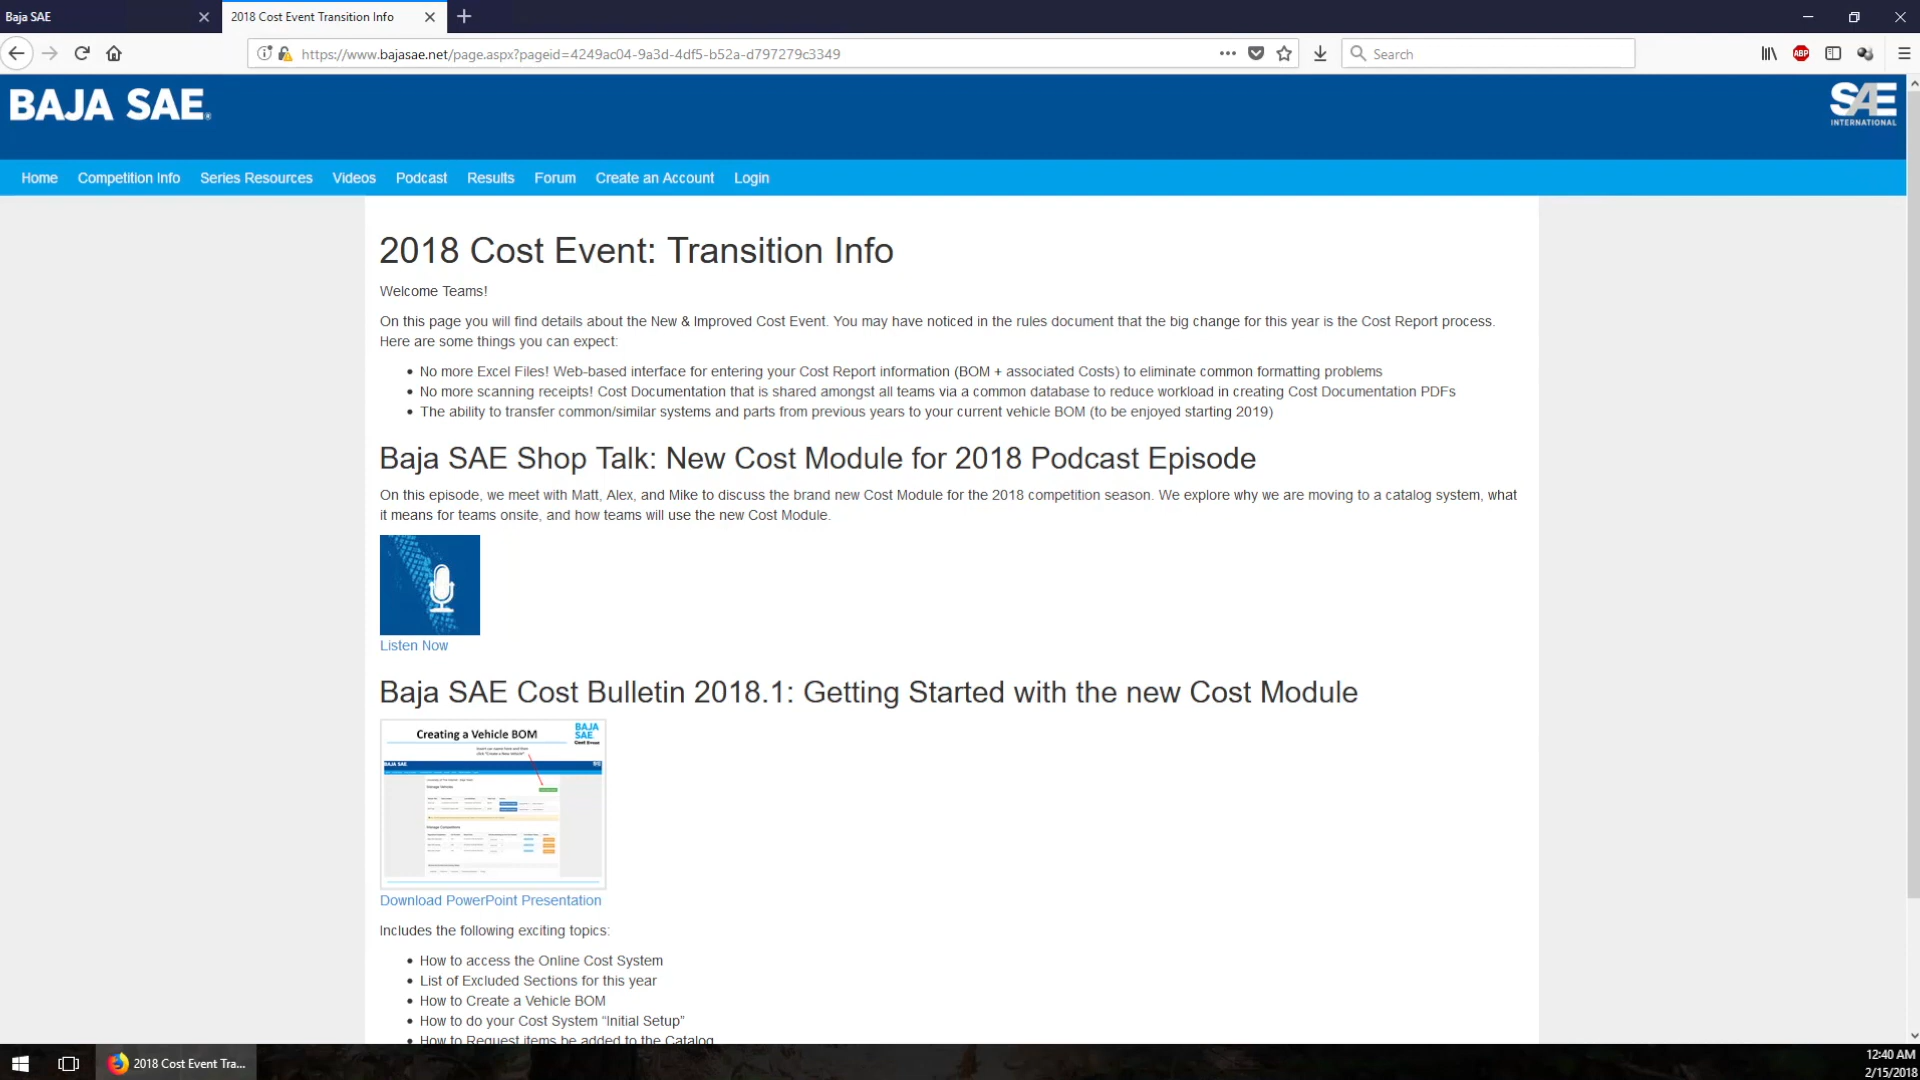 Baja SAE
2018 Cost Event Transition Info
https://www.bajasae.net/page.aspx?pageid=4249ac04-9a3d-4df5-b52a-d797279c3349
Search
ABP
BAJA SAE
SAE
INTERNATIONAL
Home Competition Info Series Resources Videos Podcast Results Forum Create an Account Login
2018 Cost Event: Transition Info
Welcome Teams!
On this page you will find details about the New & Improved Cost Event. You may have noticed in the rules document that the big change for this year is the Cost Report process.
Here are some things you can expect:
• No more Excel Files! Web-based interface for entering your Cost Report information (BOM + associated Costs) to eliminate common formatting problems
• No more scanning receipts! Cost Documentation that is shared amongst all teams via a common database to reduce workload in creating Cost Documentation PDFs
• The ability to transfer common/similar systems and parts from previous years to your current vehicle BOM (to be enjoyed starting 2019)
Baja SAE Shop Talk: New Cost Module for 2018 Podcast Episode
On this episode, we meet with Matt, Alex, and Mike to discuss the brand new Cost Module for the 2018 competition season. We explore why we are moving to a catalog system, what
it means for teams onsite, and how teams will use the new Cost Module.
Listen Now
Baja SAE Cost Bulletin 2018.1: Getting Started with the new Cost Module
Creating a Vehicle BOM
BAJA
SAE
Cost Event
BAJA SAE
Download PowerPoint Presentation
Includes the following exciting topics:
• How to access the Online Cost System
• List of Excluded Sections for this year
• How to Create a Vehicle BOM
• How to do your Cost System “Initial Setup”
• How to Request items be added to the Catalog
2018 Cost Event Tra...
12:40 AM
2/15/2018